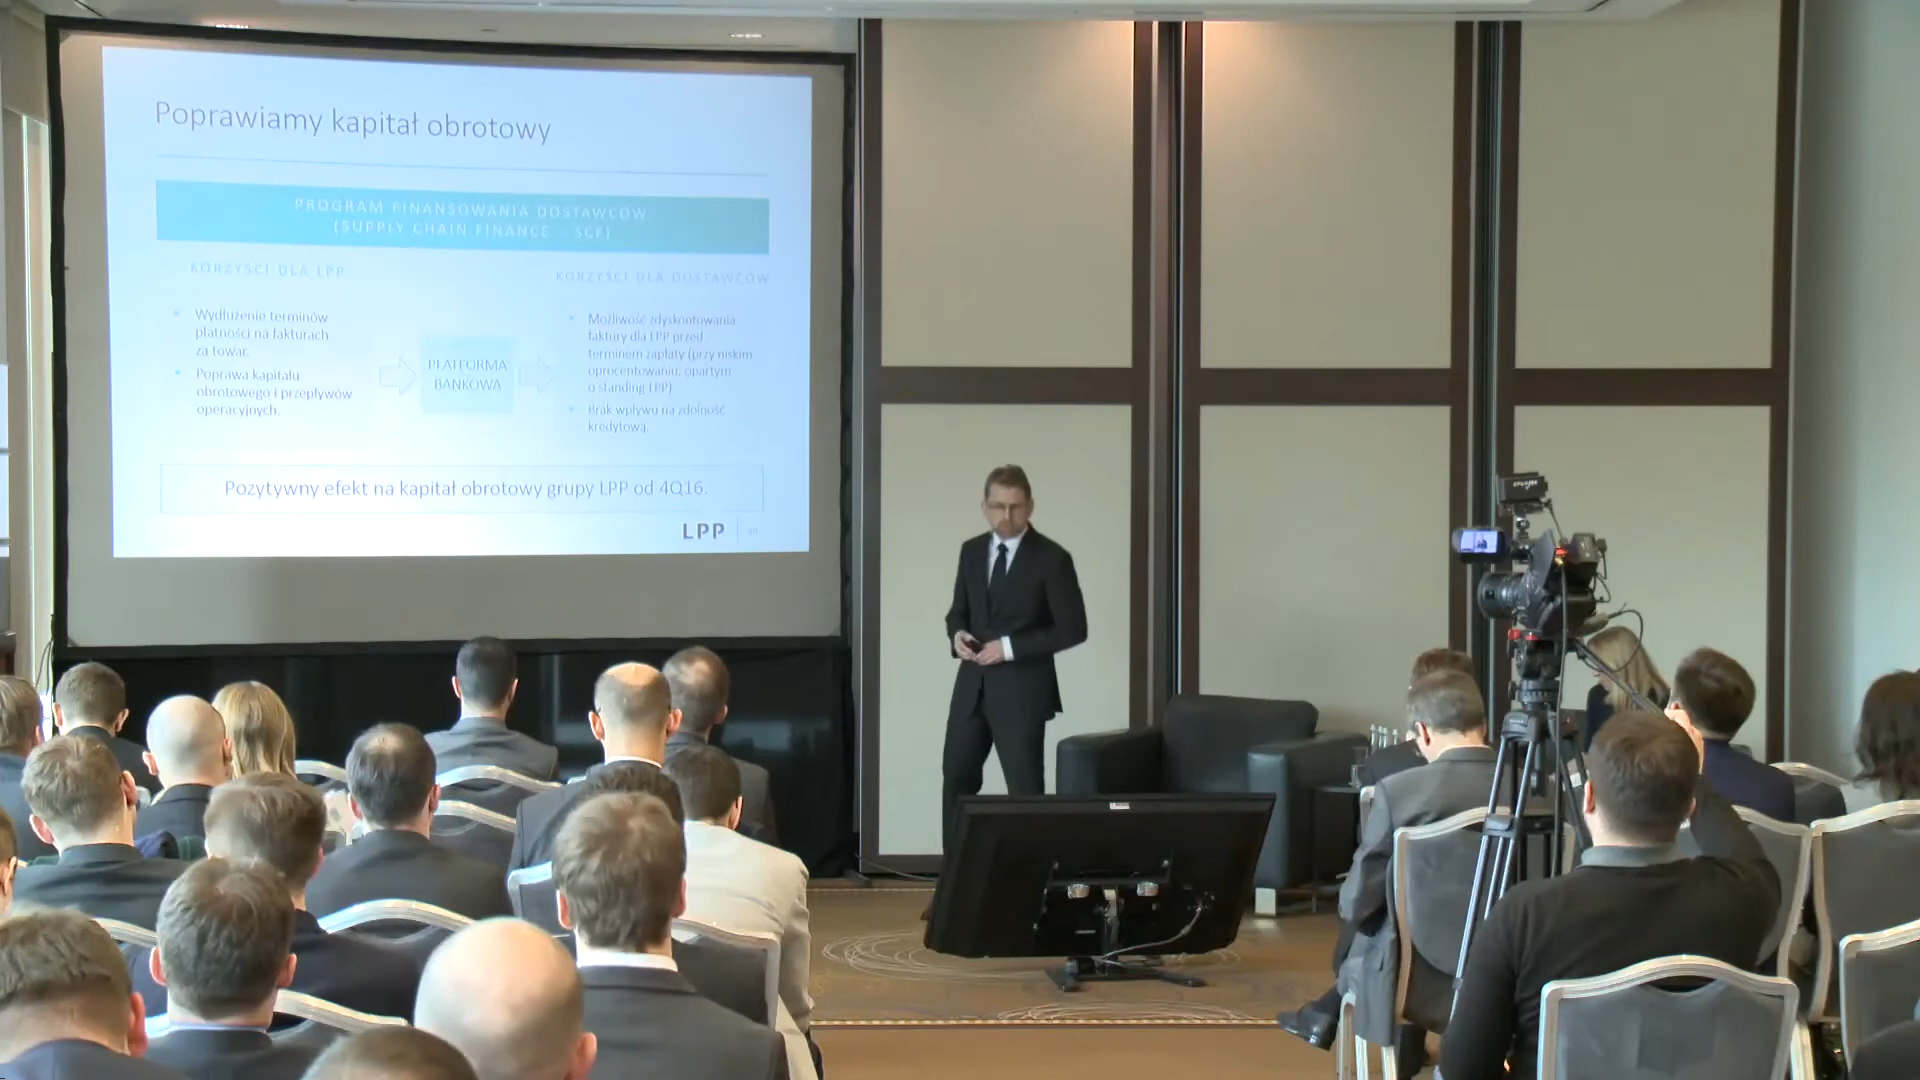 Poprawiamy kapitał obrotowy
PROGRAM FINANSOWANIA DOSTAWCÓW
(SUPPLY CHAIN FINANCE – SCF)
KORZYŚCI DLA LPP
Wydłużenie terminów
płatności na fakturach
za towar.
Poprawa kapitału
obrotowego i przepływów
operacyjnych.
PLATFORMA
BANKOWA
KORZYŚCI DLA DOSTAWCÓW
Możliwość zdyskontowania
faktury dla LPP przed
terminem zapłaty (przy niskim
oprocentowaniu, opartym
o standing LPP)
Brak wpływu na zdolność
kredytową.
Pozytywny efekt na kapitał obrotowy grupy LPP od 4Q16.
LPP